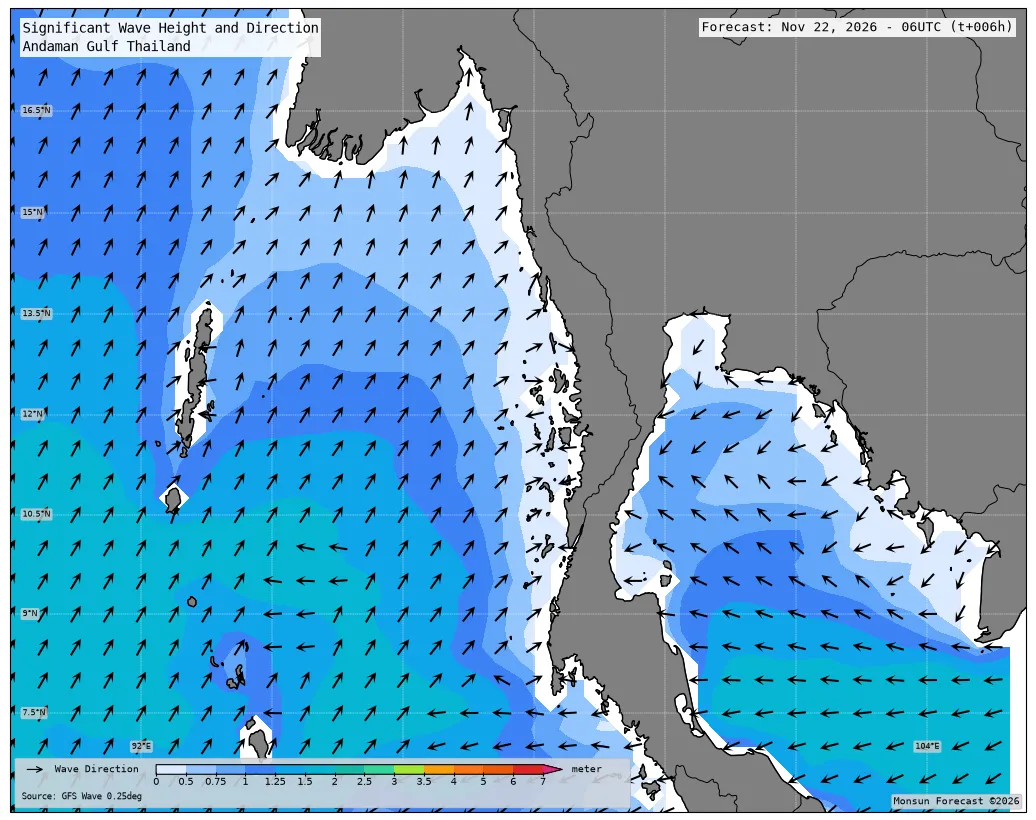 Significant Wave Height and Direction
Andaman Gulf Thailand
Forecast: Nov 22, 2026 - 06UTC (t+006h)
16.5°N
15°N
13.5°N
12°N
10.5°N
9°N
7.5°N
92°E
104°E
Wave Direction
meter
0 0.5 0.75 1 1.25 1.5 2 2.5 3 3.5 4 5 6 7
Source: GFS Wave 0.25deg
Monsun Forecast ©2026